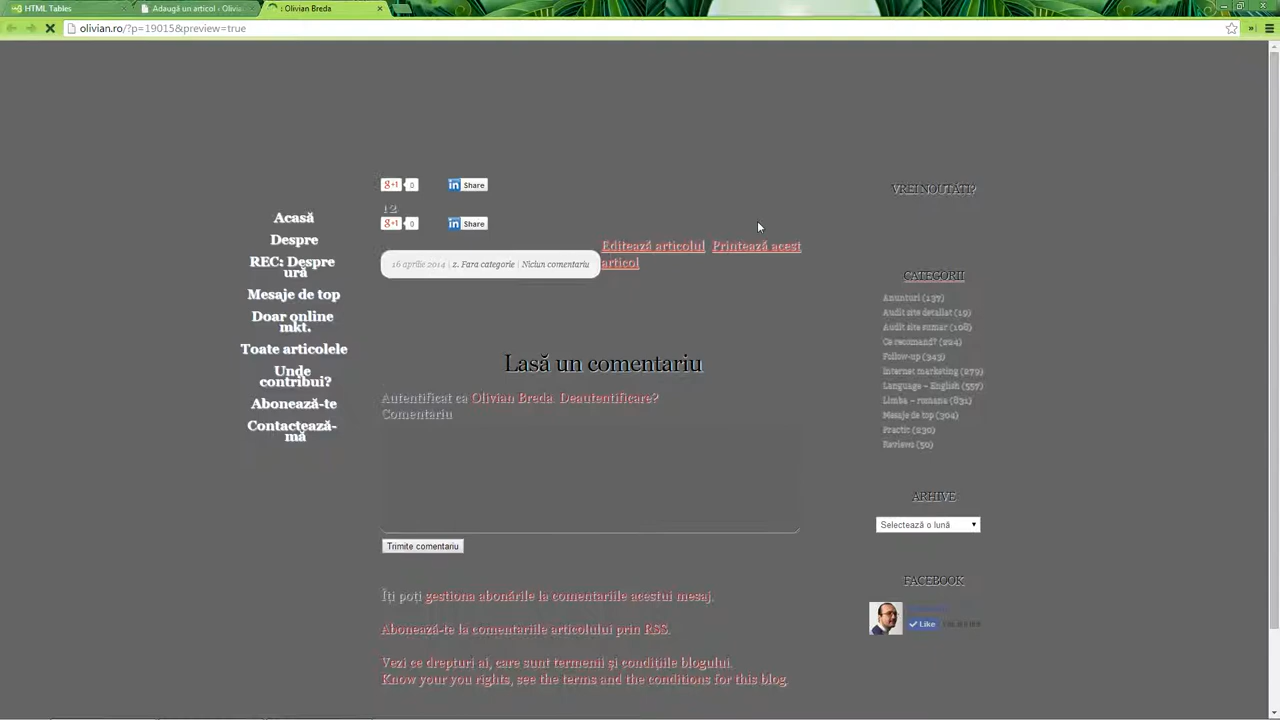 HTML Tables
Adaugă un articol ‹ Olivia
: Olivian Breda
olivian.ro/?p=19015&preview=true
Acasă
Despre
REC: Despre
ură
Mesaje de top
Doar online
mkt.
Toate articolele
Unde
contribui?
Abonează-te
Contactează-
mă
g+1 0 in Share
12
g+1 0 in Share
Editează articolul Printează acest
articol
16 aprilie 2014 | z. Fara categorie | Niciun comentariu
Lasă un comentariu
Autentificat ca Olivian Breda. Deautentificare?
Comentariu
Trimite comentariu
Îți poți gestiona abonările la comentariile acestui mesaj.
Abonează-te la comentariile articolului prin RSS.
Vezi ce drepturi ai, care sunt termenii și condițiile blogului.
Know your you rights, see the terms and the conditions for this blog.
VREI NOUTĂȚI?
CATEGORII
Anunturi (137)
Audit site detaliat (19)
Audit site sumar (108)
Ce recomand? (224)
Follow-up (343)
Internet marketing (279)
Language – English (557)
Limba – romana (831)
Mesaje de top (304)
Practic (230)
Reviews (50)
ARHIVE
Selectează o lună
FACEBOOK
Like